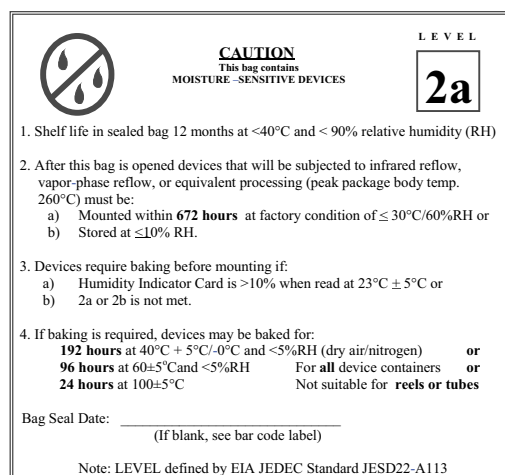 LEVEL
CAUTION
This bag contains
MOISTURE –SENSITIVE DEVICES
2a
1. Shelf life in sealed bag 12 months at <40°C and < 90% relative humidity (RH)
2. After this bag is opened devices that will be subjected to infrared reflow,
vapor-phase reflow, or equivalent processing (peak package body temp.
260°C) must be:
a) Mounted within 672 hours at factory condition of ≤ 30°C/60%RH or
b) Stored at ≤10% RH.
3. Devices require baking before mounting if:
a) Humidity Indicator Card is >10% when read at 23°C ± 5°C or
b) 2a or 2b is not met.
4. If baking is required, devices may be baked for:
192 hours at 40°C + 5°C/-0°C and <5%RH (dry air/nitrogen) or
96 hours at 60±5°Cand <5%RH For all device containers or
24 hours at 100±5°C Not suitable for reels or tubes
Bag Seal Date: ____________________________
(If blank, see bar code label)
Note: LEVEL defined by EIA JEDEC Standard JESD22-A113